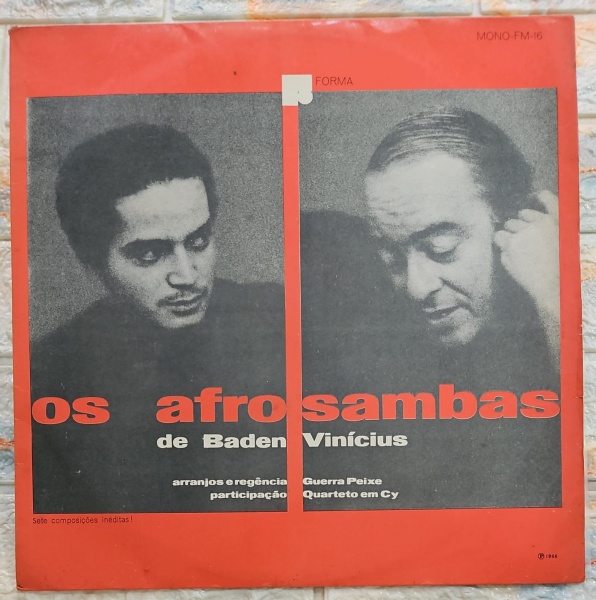 MONO-FM-16
FORMA
os afro sambas
de Baden Vinícius
arranjos e regência Guerra Peixe
participação Quarteto em Cy
Sete composições inéditas!
℗ 1966